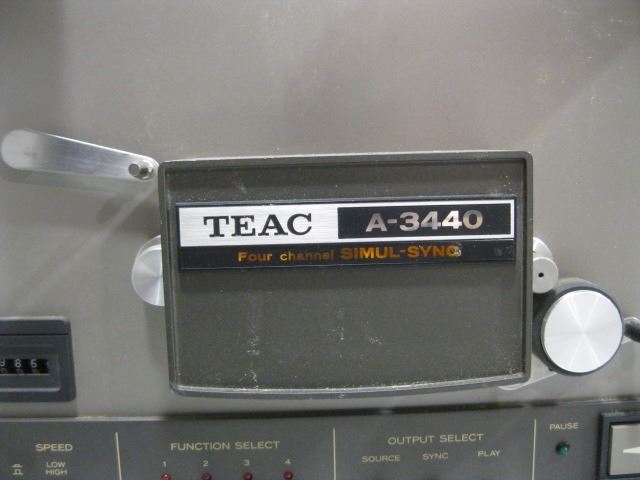 TEAC A-3440
Four channel SIMUL-SYNC
986
SPEED
LOW
HIGH
FUNCTION SELECT
1 2 3 4
OUTPUT SELECT
SOURCE SYNC PLAY
PAUSE